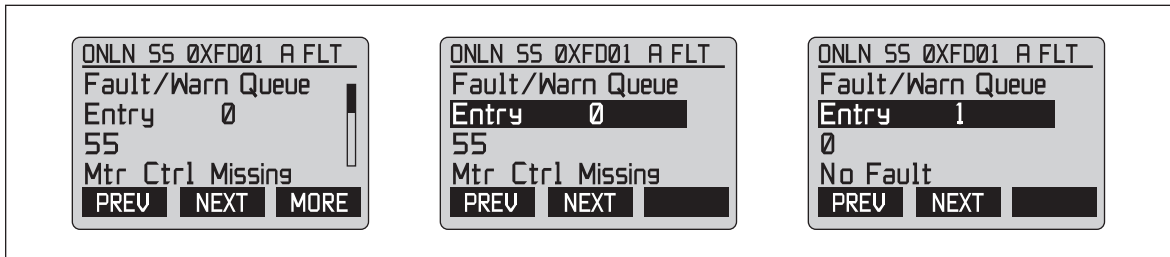 ONLN SS 0XFD01 A FLT
Fault/Warn Queue
Entry 0
55
Mtr Ctrl Missing
PREV NEXT MORE
ONLN SS 0XFD01 A FLT
Fault/Warn Queue
Entry 0
55
Mtr Ctrl Missing
PREV NEXT
ONLN SS 0XFD01 A FLT
Fault/Warn Queue
Entry 1
0
No Fault
PREV NEXT